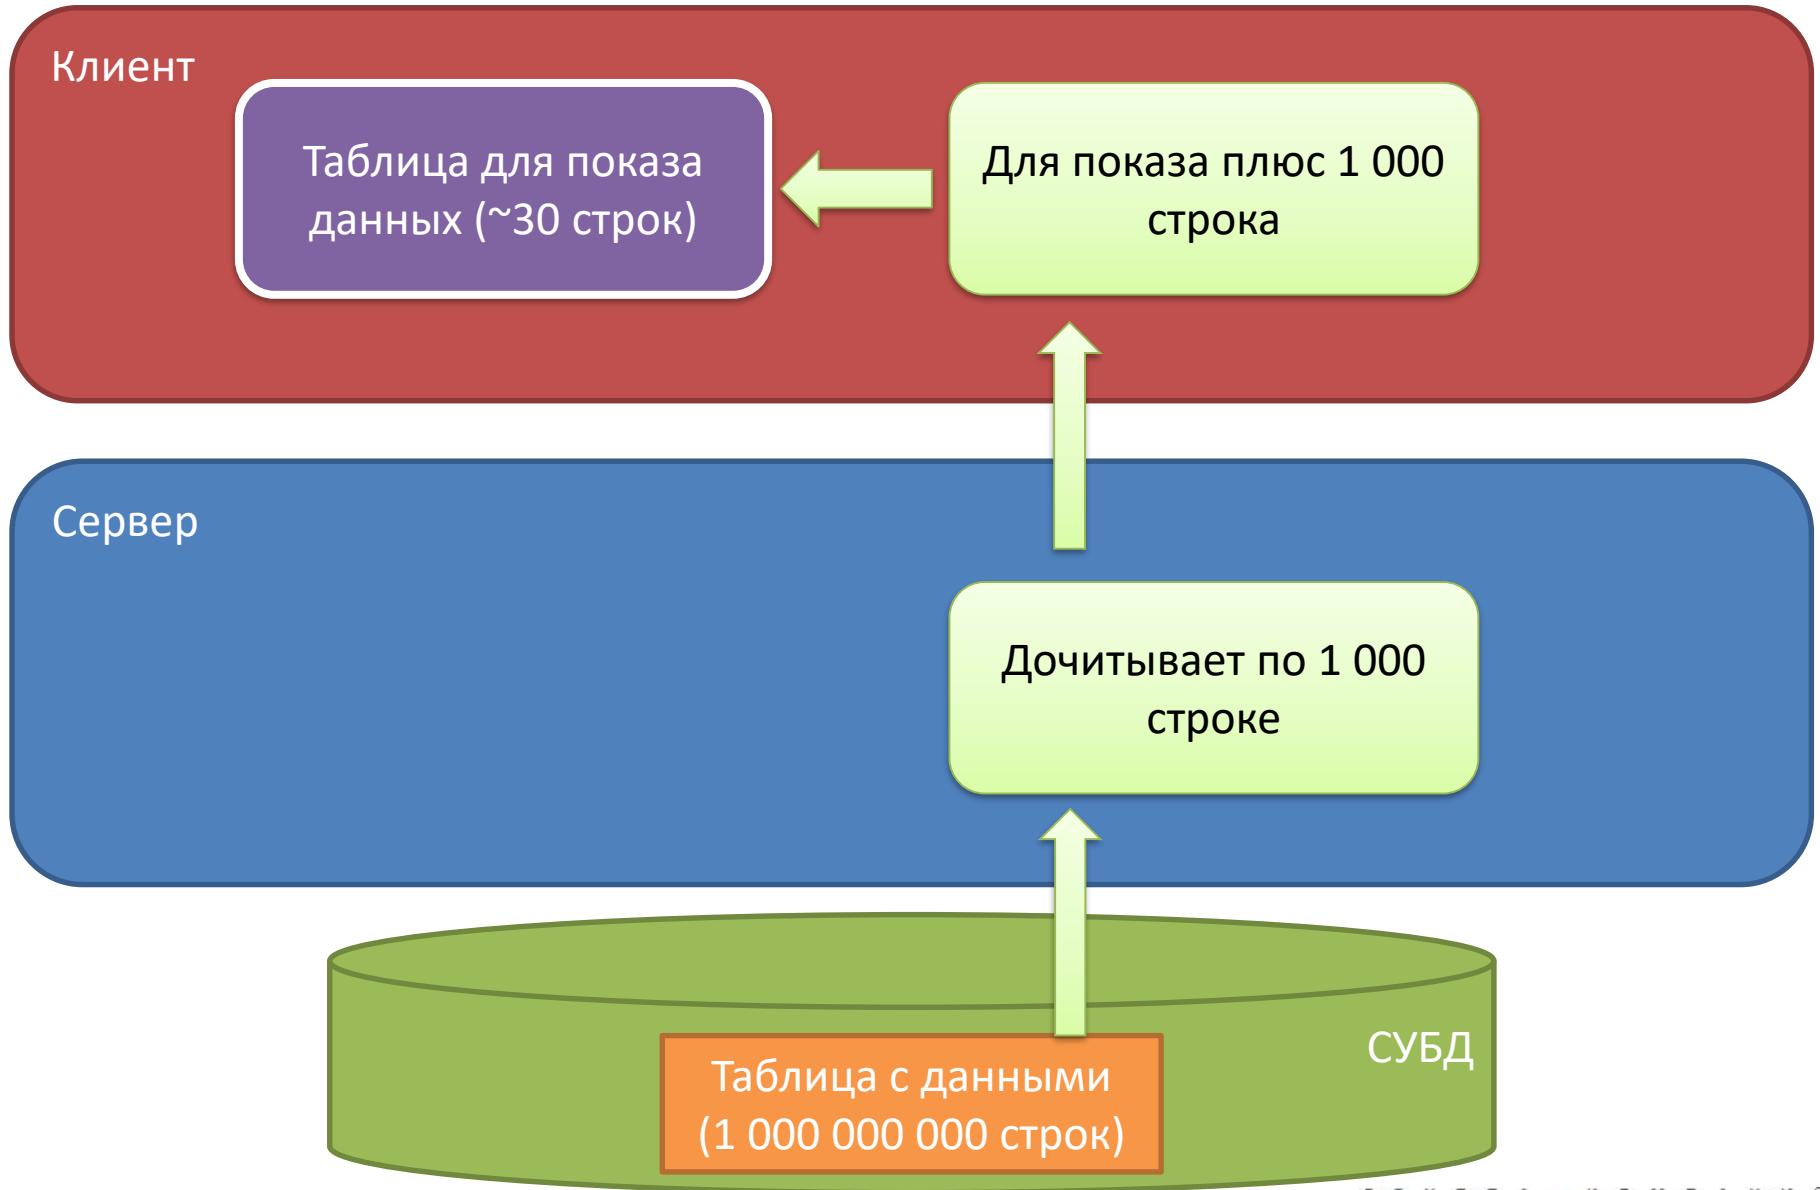 Клиент
Таблица для показа
данных (~30 строк)
Для показа плюс 1 000
строка
Сервер
Дочитывает по 1 000
строке
СУБД
Таблица с данными
(1 000 000 000 строк)